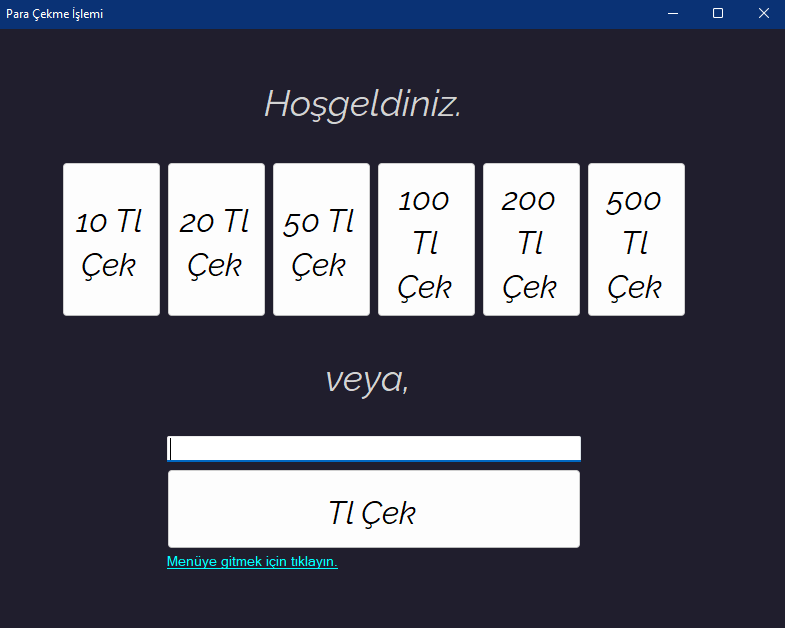 Para Çekme İşlemi
Hoşgeldiniz.
10 Tl
Çek
20 Tl
Çek
50 Tl
Çek
100
Tl
Çek
200
Tl
Çek
500
Tl
Çek
veya,
Tl Çek
Menüye gitmek için tıklayın.